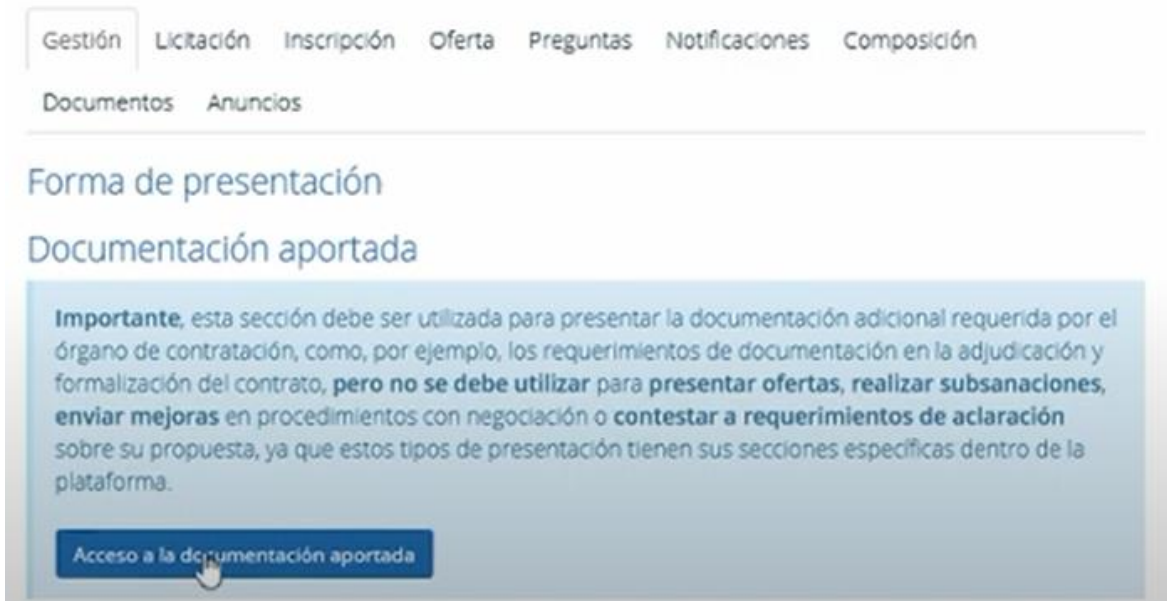 Gestión Licitación Inscripción Oferta Preguntas Notificaciones Composición
Documentos Anuncios
Forma de presentación
Documentación aportada
Importante, esta sección debe ser utilizada para presentar la documentación adicional requerida por el
órgano de contratación, como, por ejemplo, los requerimientos de documentación en la adjudicación y
formalización del contrato, pero no se debe utilizar para presentar ofertas, realizar subsanaciones,
enviar mejoras en procedimientos con negociación o contestar a requerimientos de aclaración
sobre su propuesta, ya que estos tipos de presentación tienen sus secciones específicas dentro de la
plataforma.
Acceso a la documentación aportada